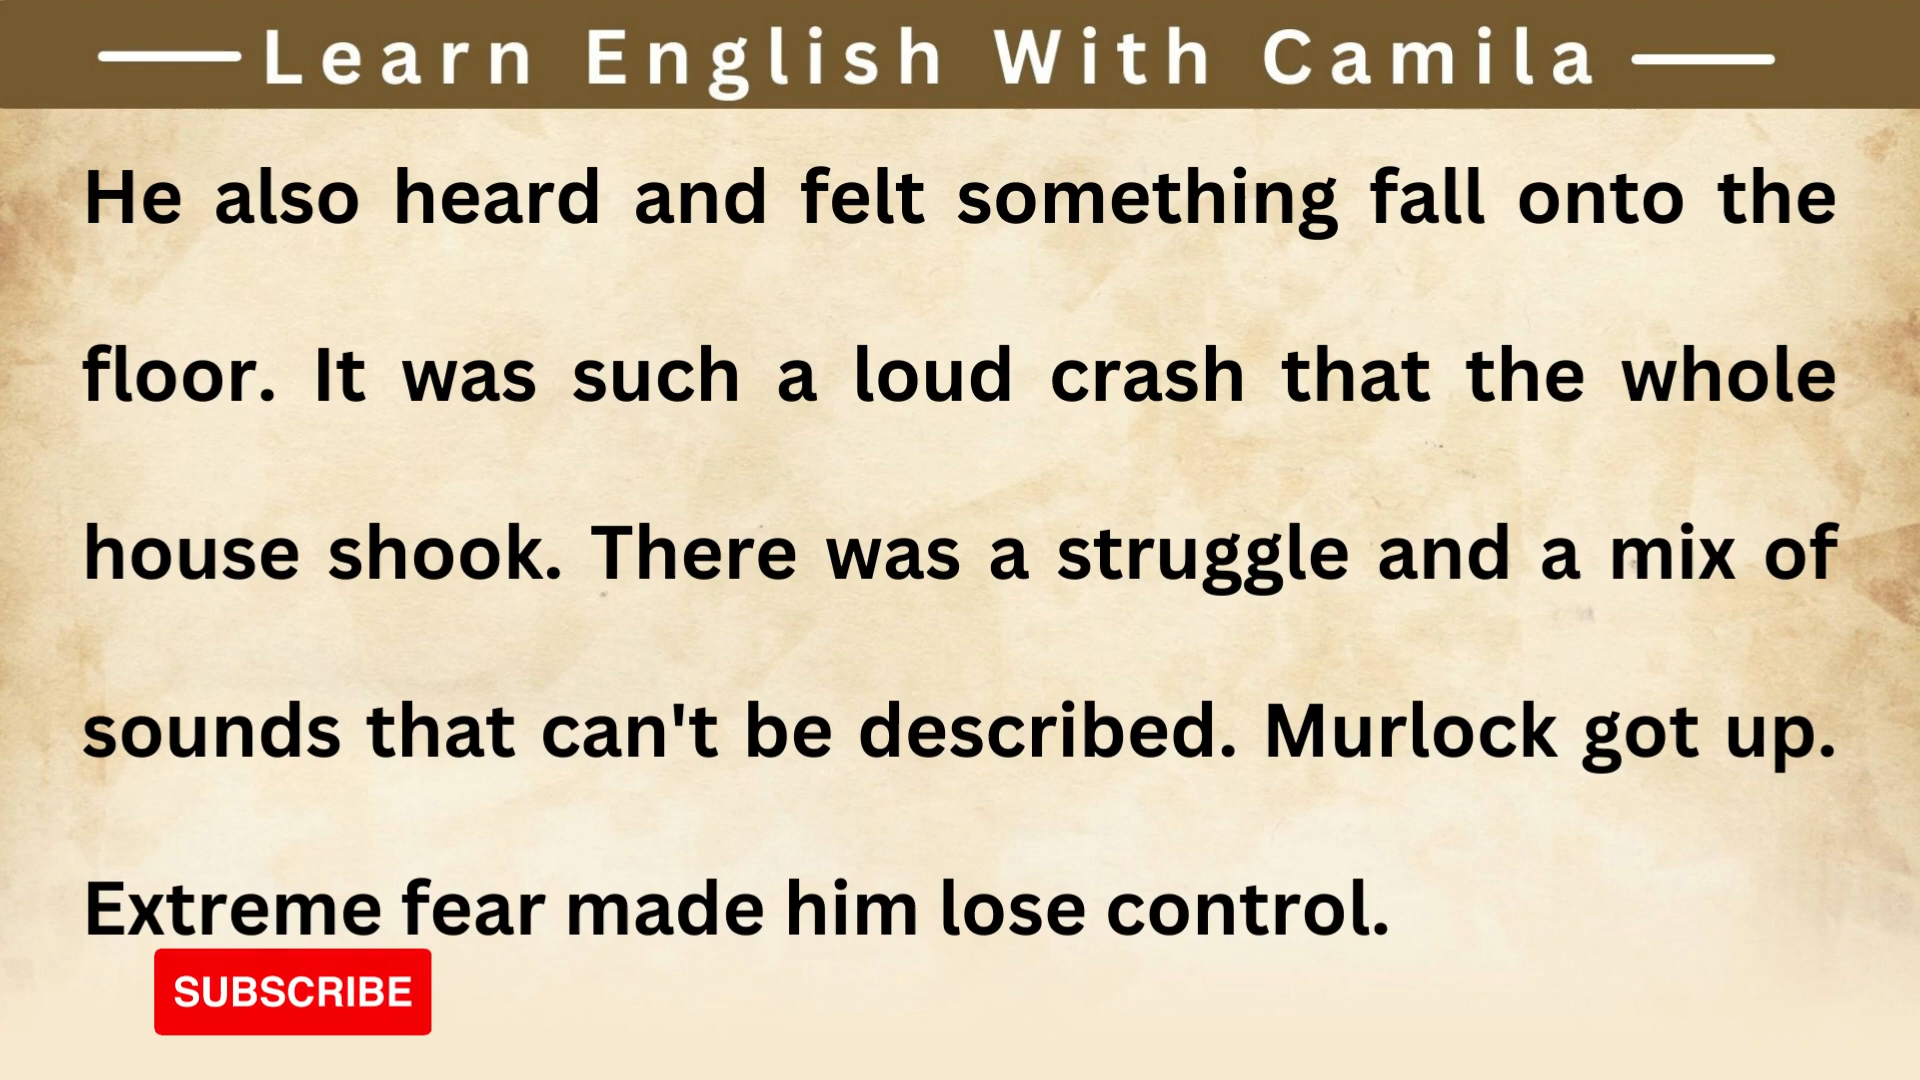 Learn English With Camila
He also heard and felt something fall onto the
floor. It was such a loud crash that the whole
house shook. There was a struggle and a mix of
sounds that can't be described. Murlock got up.
Extreme fear made him lose control.
SUBSCRIBE